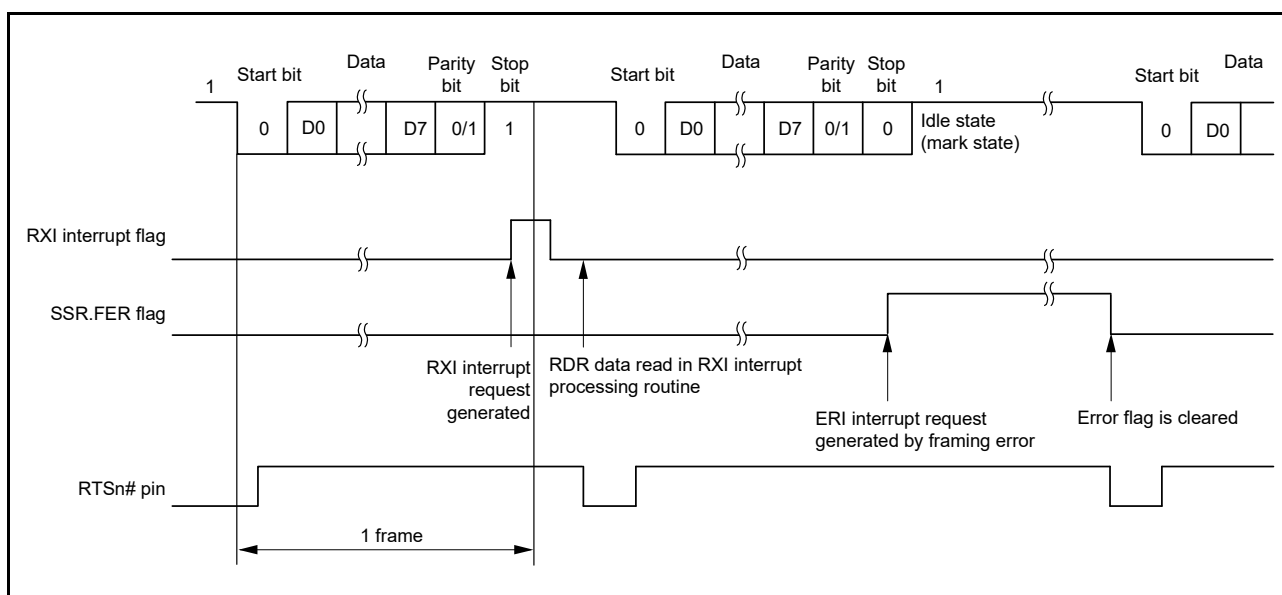 1 Start bit Data Parity bit Stop bit Start bit Data Parity bit Stop bit 1 Start bit Data
0 D0 D7 0/1 1 0 D0 D7 0/1 0 Idle state (mark state) 0 D0
RXI interrupt flag
SSR.FER flag
RXI interrupt
request
generated
RDR data read in RXI interrupt
processing routine
ERI interrupt request
generated by framing error
Error flag is cleared
RTSn# pin
1 frame